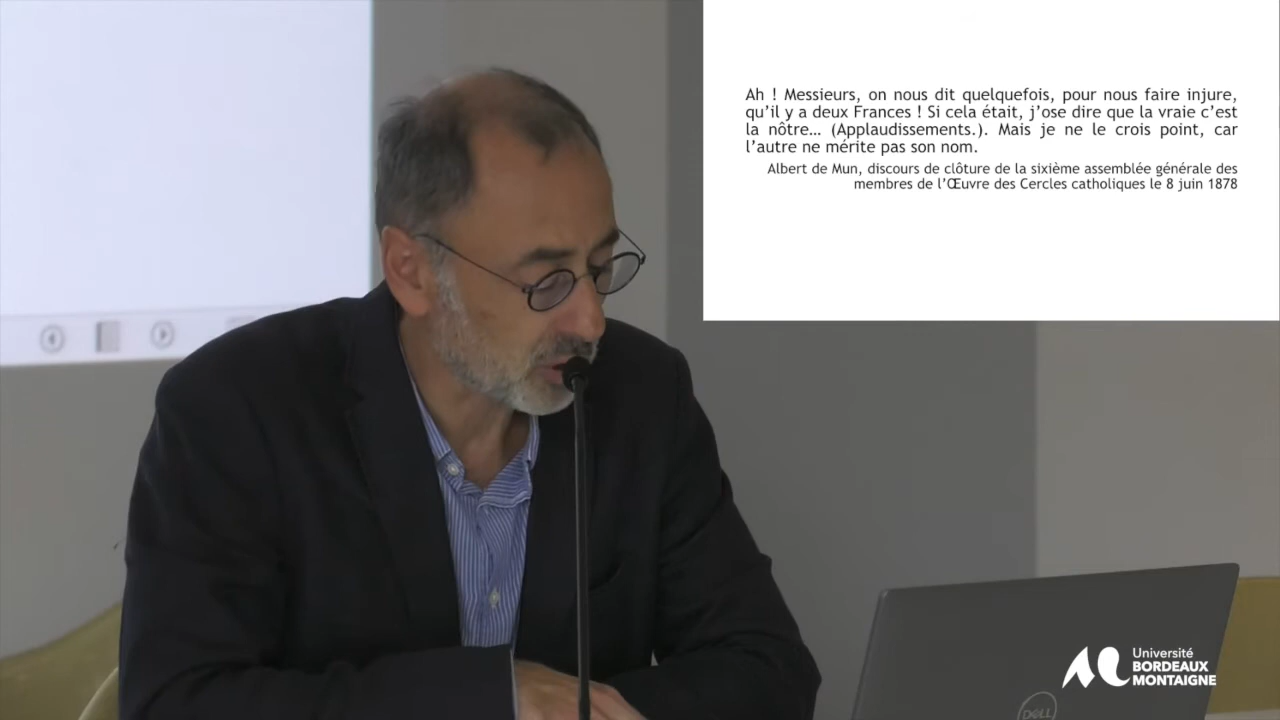 Ah ! Messieurs, on nous dit quelquefois, pour nous faire injure,
qu’il y a deux Frances ! Si cela était, j’ose dire que la vraie c’est
la nôtre… (Applaudissements.). Mais je ne le crois point, car
l’autre ne mérite pas son nom.
Albert de Mun, discours de clôture de la sixième assemblée générale des
membres de l’Œuvre des Cercles catholiques le 8 juin 1878
Université
BORDEAUX
MONTAIGNE
DELL